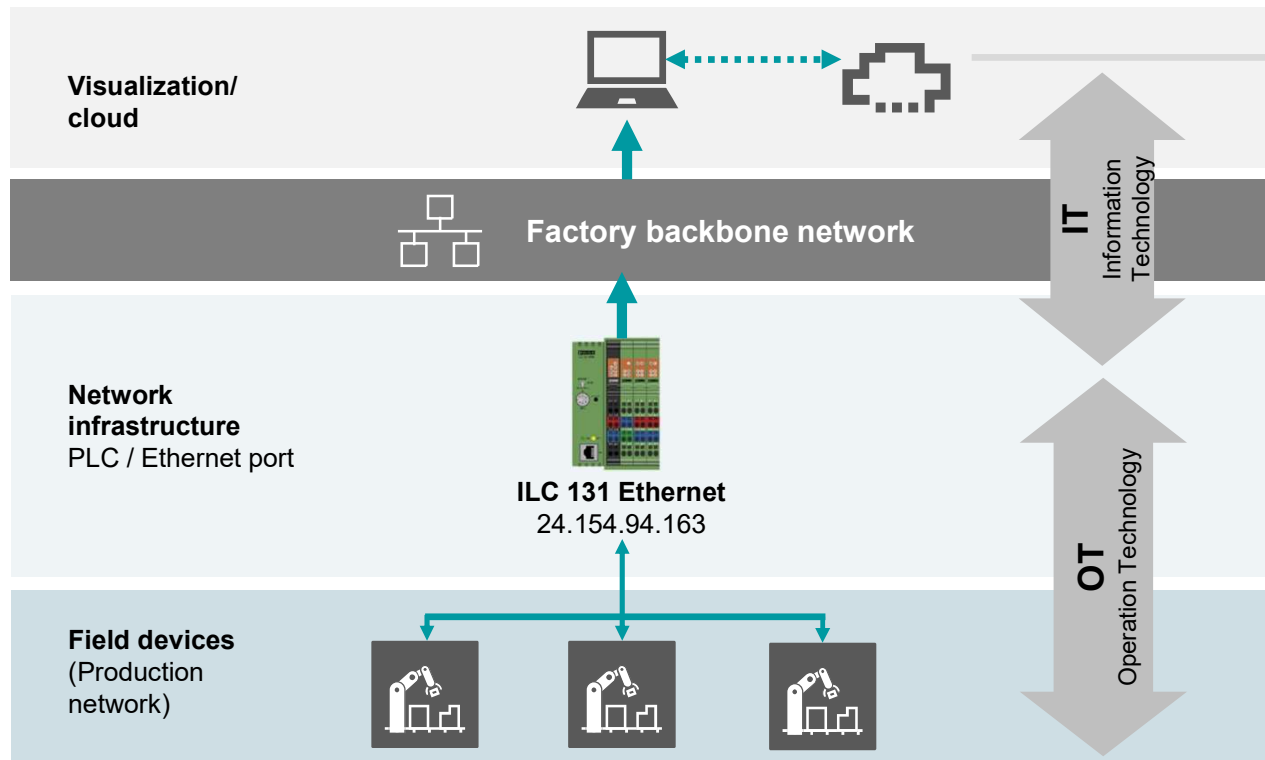 Visualization/
cloud
Factory backbone network
IT
Information
Technology
Network
infrastructure
PLC / Ethernet port
ILC 131 Ethernet
24.154.94.163
OT
Operation Technology
Field devices
(Production
network)